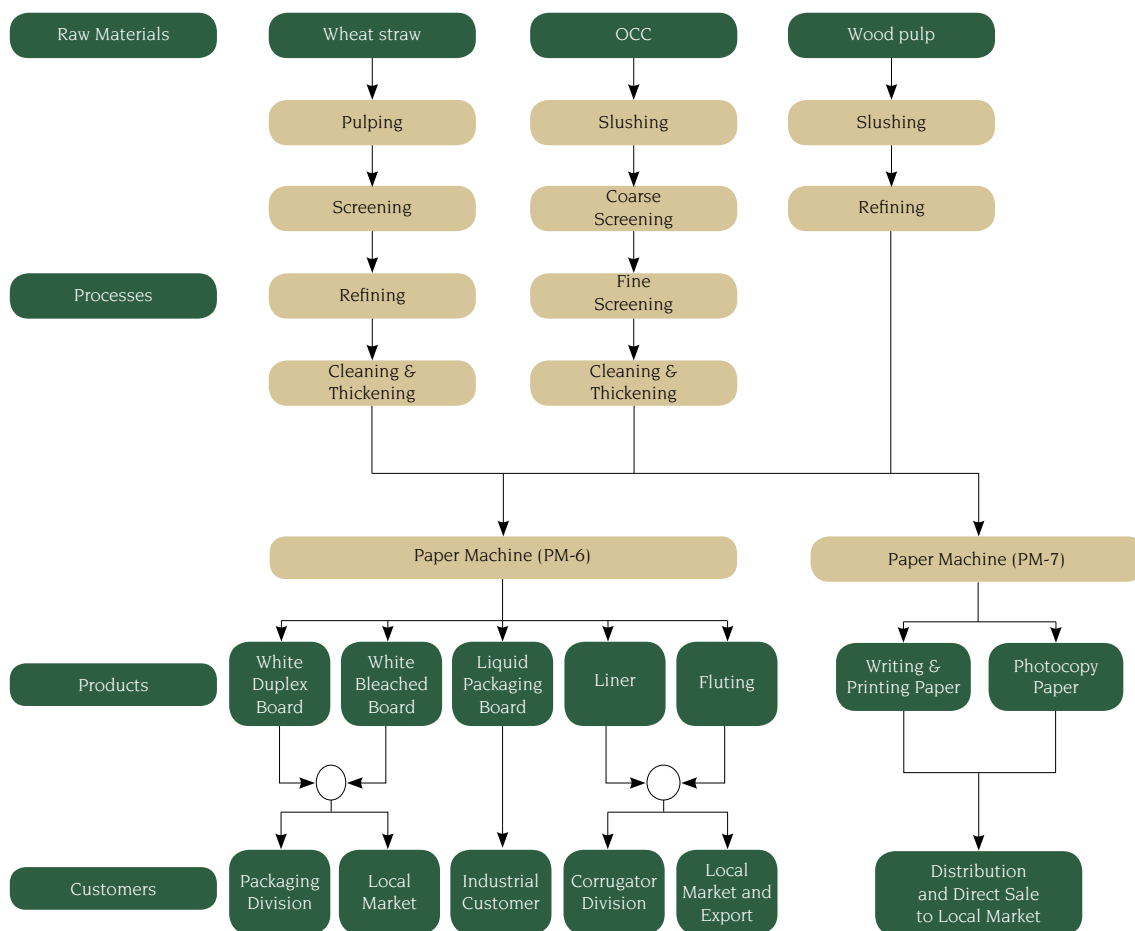 Raw Materials
Wheat straw
OCC
Wood pulp
Pulping
Slushing
Slushing
Screening
Coarse
Screening
Refining
Processes
Refining
Fine
Screening
Cleaning &
Thickening
Cleaning &
Thickening
Paper Machine (PM-6)
Paper Machine (PM-7)
Products
White
Duplex
Board
White
Bleached
Board
Liquid
Packaging
Board
Liner
Fluting
Writing &
Printing Paper
Photocopy
Paper
Customers
Packaging
Division
Local
Market
Industrial
Customer
Corrugator
Division
Local
Market and
Export
Distribution
and Direct Sale
to Local Market